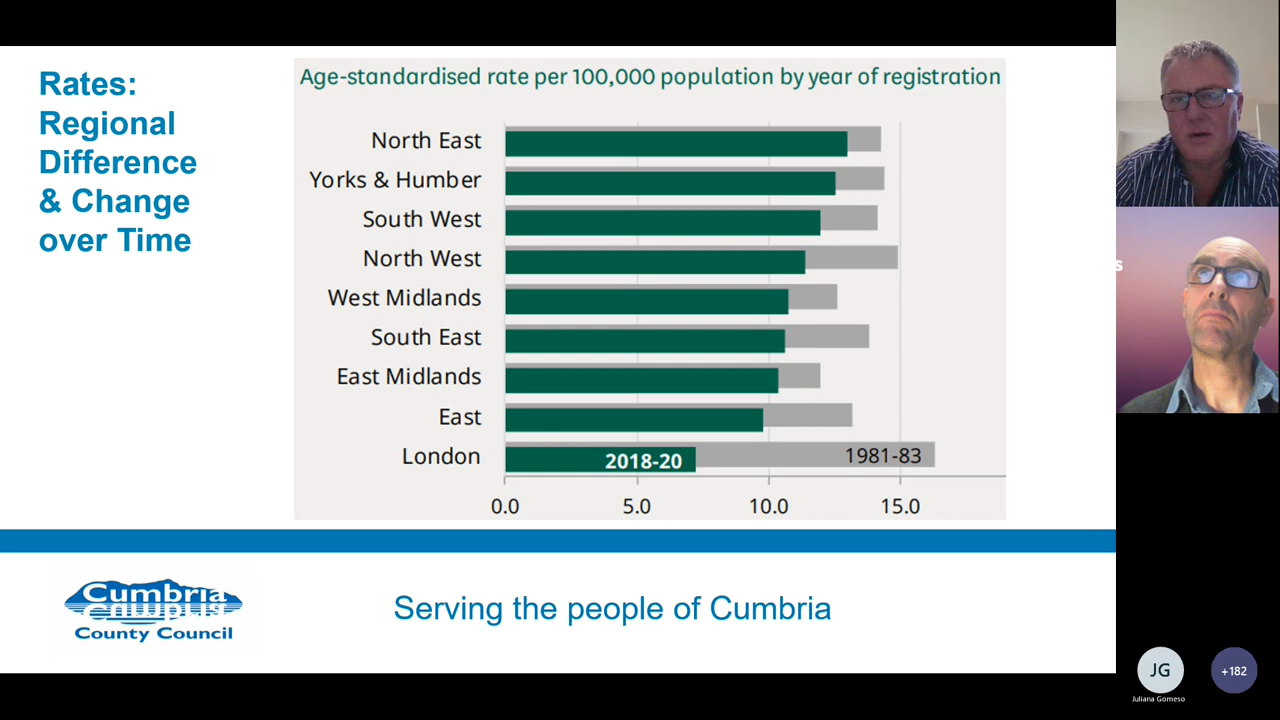 Rates:
Regional
Difference
& Change
over Time
Age-standardised rate per 100,000 population by year of registration
North East
Yorks & Humber
South West
North West
West Midlands
South East
East Midlands
East
London
2018-20
1981-83
0.0 5.0 10.0 15.0
Cumbria
County Council
Serving the people of Cumbria
s
JG
Juliana Gomeso
+182